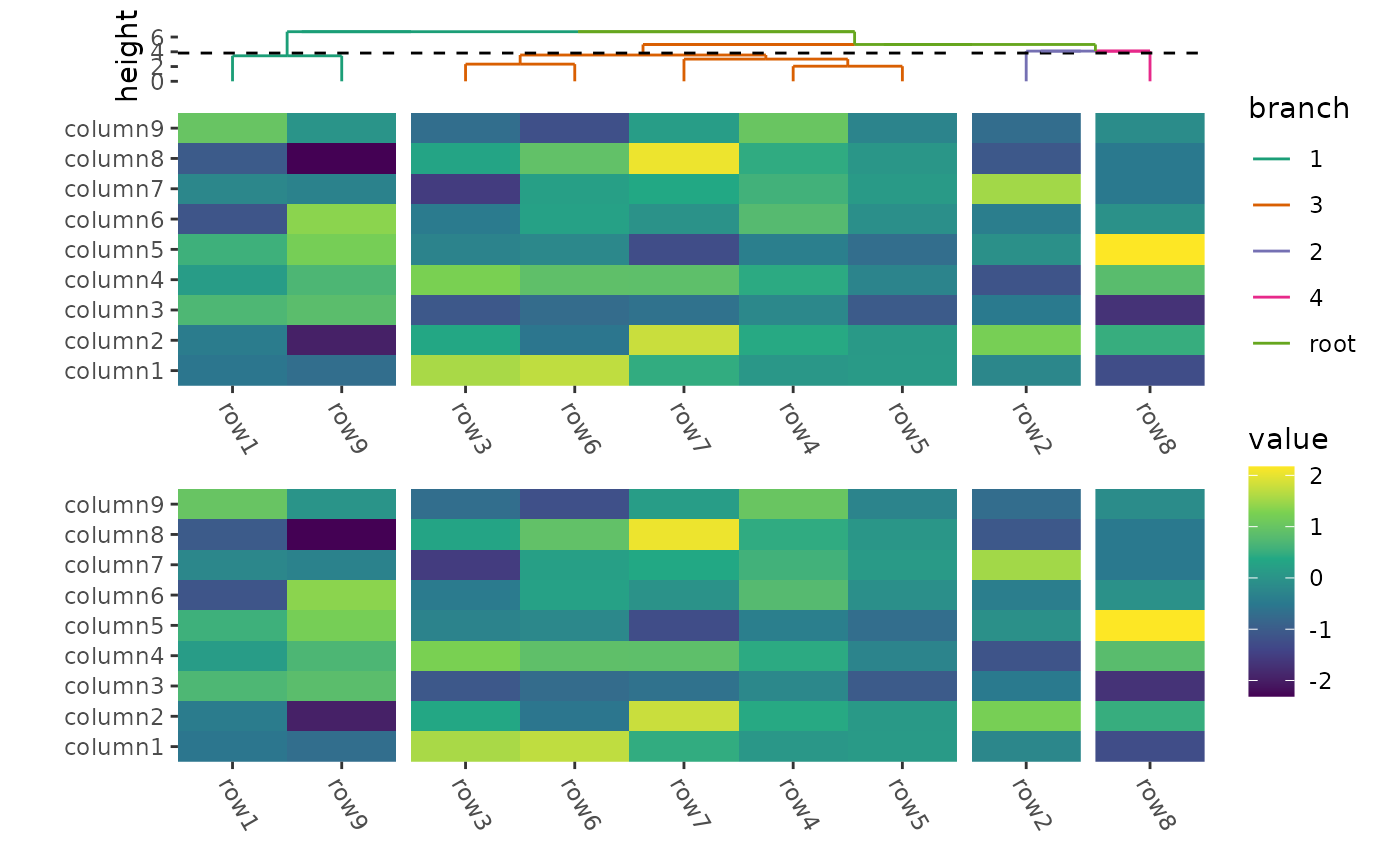 height
6
4
2
0
column9
column8
column7
column6
column5
column4
column3
column2
column1
row1 row9 row3 row6 row7 row4 row5 row2 row8
branch
1
3
2
4
root
column9
column8
column7
column6
column5
column4
column3
column2
column1
row1 row9 row3 row6 row7 row4 row5 row2 row8
value
2
1
0
-1
-2